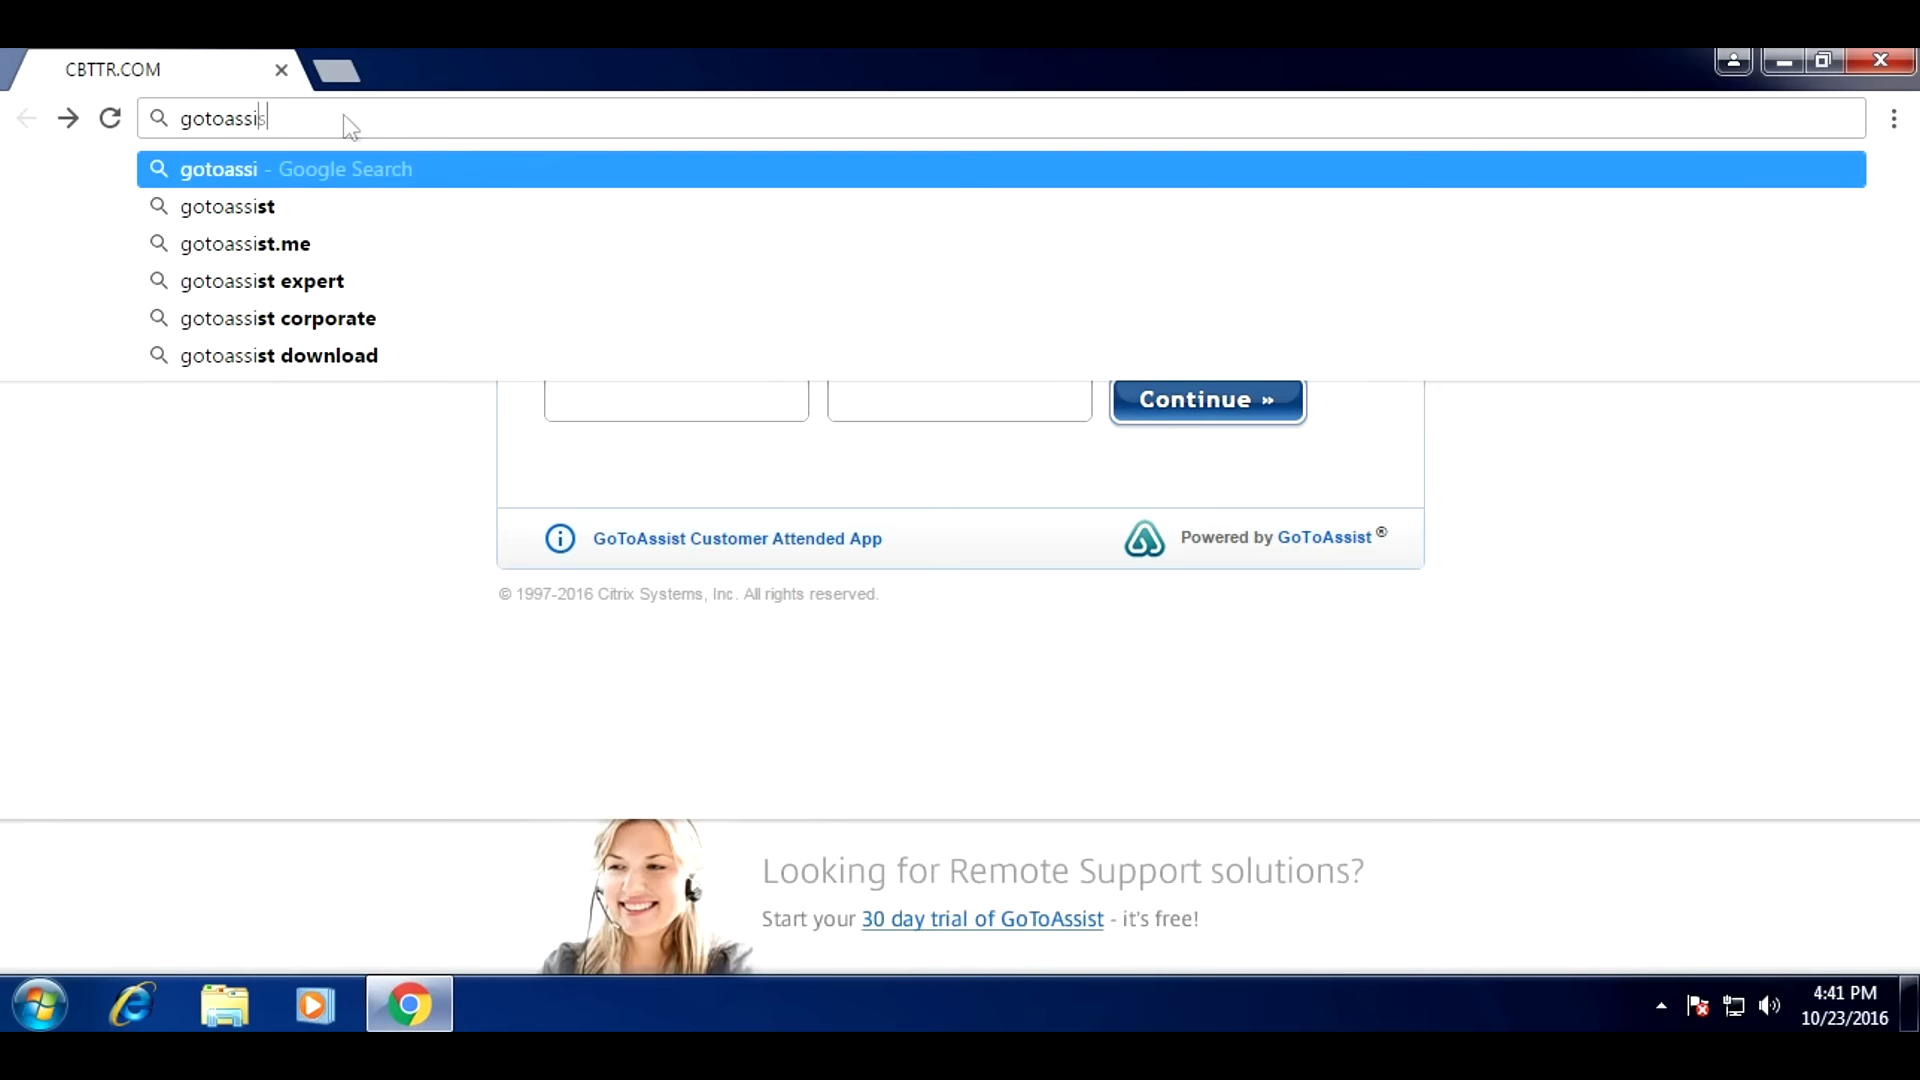 CBTTR.COM
gotoassis
gotoassi - Google Search
gotoassist
gotoassist.me
gotoassist expert
gotoassist corporate
gotoassist download
Continue »
GoToAssist Customer Attended App
Powered by GoToAssist ®
© 1997-2016 Citrix Systems, Inc. All rights reserved.
Looking for Remote Support solutions?
Start your 30 day trial of GoToAssist - it's free!
4:41 PM
10/23/2016